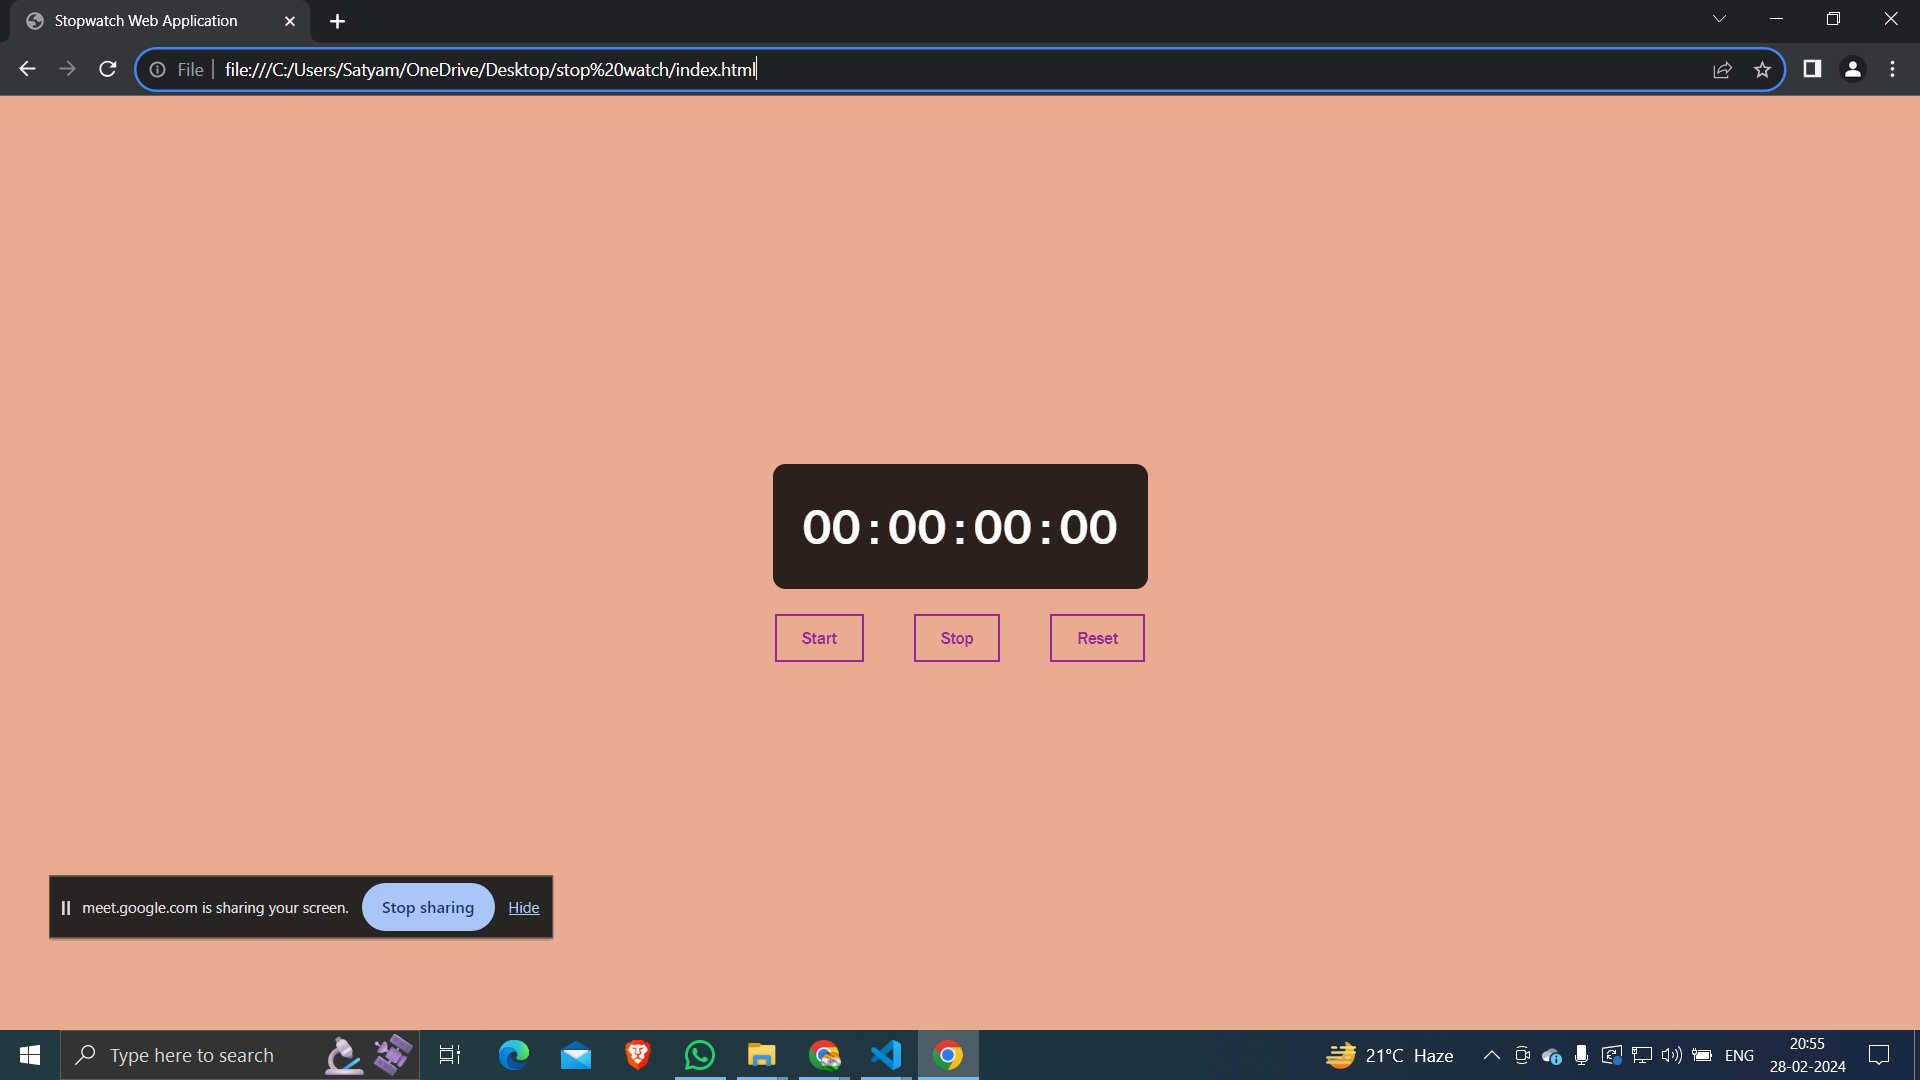 Stopwatch Web Application
File
file:///C:/Users/Satyam/OneDrive/Desktop/stop%20watch/index.html
00:00:00:00
Start
Stop
Reset
meet.google.com is sharing your screen.
Stop sharing
Hide
Type here to search
21°C Haze
ENG
20:55
28-02-2024